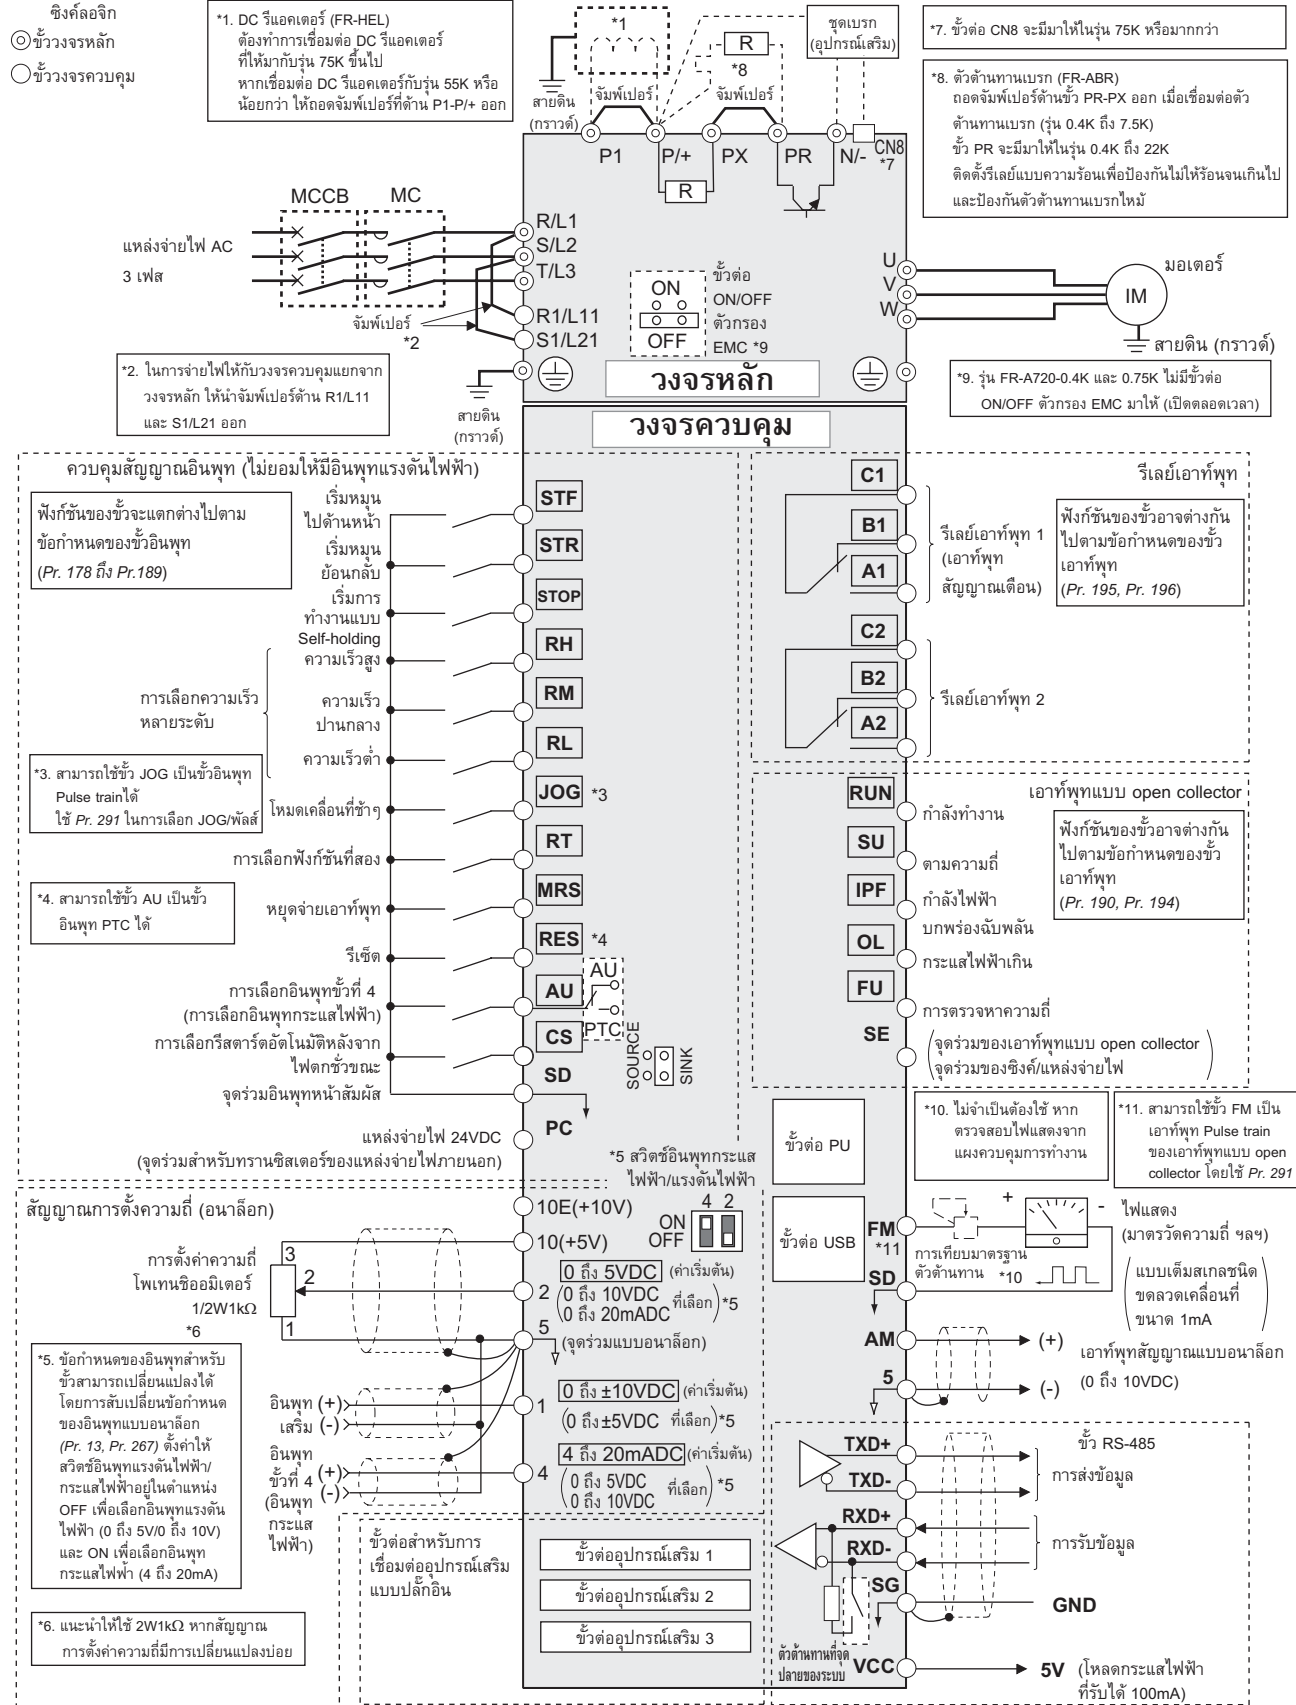 ซิงค์ลอจิก
ขั้ววงจรหลัก
ขั้ววงจรควบคุม
*1. DC รีแอคเตอร์ (FR-HEL)
ต้องทำการเชื่อมต่อ DC รีแอคเตอร์
ที่ให้มากับรุ่น 75K ขึ้นไป
หากเชื่อมต่อ DC รีแอคเตอร์กับรุ่น 55K หรือ
น้อยกว่า ให้ถอดจัมพ์เปอร์ที่ด้าน P1-P/+ ออก
*1
R
*8
ชุดเบรก
(อุปกรณ์เสริม)
สายดิน
(กราวด์)
จัมพ์เปอร์
จัมพ์เปอร์
*7. ขั้วต่อ CN8 จะมีมาให้ในรุ่น 75K หรือมากกว่า
*8. ตัวต้านทานเบรก (FR-ABR)
ถอดจัมพ์เปอร์ด้านขั้ว PR-PX ออก เมื่อเชื่อมต่อตัว
ต้านทานเบรก (รุ่น 0.4K ถึง 7.5K)
ขั้ว PR จะมีมาให้ในรุ่น 0.4K ถึง 22K
ติดตั้งรีเลย์แบบความร้อนเพื่อป้องกันไม่ให้ร้อนจนเกินไป
และป้องกันตัวต้านทานเบรกไหม้
P1
P/+
PX
PR
N/-
CN8
*7
R
MCCB
MC
แหล่งจ่ายไฟ AC
3 เฟส
R/L1
S/L2
T/L3
R1/L11
S1/L21
จัมพ์เปอร์
*2
ON
OFF
ขั้วต่อ
ON/OFF
ตัวกรอง
EMC *9
U
V
W
มอเตอร์
IM
สายดิน (กราวด์)
*2. ในการจ่ายไฟให้กับวงจรควบคุมแยกจาก
วงจรหลัก ให้นำจัมพ์เปอร์ด้าน R1/L11
และ S1/L21 ออก
สายดิน
(กราวด์)
วงจรหลัก
*9. รุ่น FR-A720-0.4K และ 0.75K ไม่มีขั้วต่อ
ON/OFF ตัวกรอง EMC มาให้ (เปิดตลอดเวลา)
วงจรควบคุม
ควบคุมสัญญาณอินพุท (ไม่ยอมให้มีอินพุทแรงดันไฟฟ้า)
ฟังก์ชันของขั้วจะแตกต่างไปตาม
ข้อกำหนดของขั้วอินพุท
(Pr. 178 ถึง Pr.189)
เริ่มหมุน
ไปด้านหน้า
STF
เริ่มหมุน
ย้อนกลับ
STR
เริ่มการ
ทำงานแบบ
Self-holding
STOP
การเลือกความเร็ว
หลายระดับ
ความเร็วสูง
RH
ความเร็ว
ปานกลาง
RM
ความเร็วต่ำ
RL
*3. สามารถใช้ขั้ว JOG เป็นขั้วอินพุท
Pulse trainได้
ใช้ Pr. 291 ในการเลือก JOG/พัลส์
โหมดเคลื่อนที่ช้าๆ
JOG *3
การเลือกฟังก์ชันที่สอง
RT
*4. สามารถใช้ขั้ว AU เป็นขั้ว
อินพุท PTC ได้
หยุดจ่ายเอาท์พุท
MRS
รีเซ็ต
RES *4
การเลือกอินพุทขั้วที่ 4
(การเลือกอินพุทกระแสไฟฟ้า)
AU
AU
PTC
การเลือกรีสตาร์ตอัตโนมัติหลังจาก
ไฟตกชั่วขณะ
CS
SOURCE
SINK
จุดร่วมอินพุทหน้าสัมผัส
SD
แหล่งจ่ายไฟ 24VDC
(จุดร่วมสำหรับทรานซิสเตอร์ของแหล่งจ่ายไฟภายนอก)
PC
รีเลย์เอาท์พุท
C1
B1
A1
รีเลย์เอาท์พุท 1
(เอาท์พุท
สัญญาณเตือน)
ฟังก์ชันของขั้วอาจต่างกัน
ไปตามข้อกำหนดของขั้ว
เอาท์พุท
(Pr. 195, Pr. 196)
C2
B2
A2
รีเลย์เอาท์พุท 2
เอาท์พุทแบบ open collector
RUN
กำลังทำงาน
SU
ตามความถี่
IPF
กำลังไฟฟ้า
บกพร่องฉับพลัน
OL
กระแสไฟฟ้าเกิน
FU
การตรวจหาความถี่
SE
(จุดร่วมของเอาท์พุทแบบ open collector
จุดร่วมของซิงค์/แหล่งจ่ายไฟ)
ฟังก์ชันของขั้วอาจต่างกัน
ไปตามข้อกำหนดของขั้ว
เอาท์พุท
(Pr. 190, Pr. 194)
*10. ไม่จำเป็นต้องใช้ หาก
ตรวจสอบไฟแสดงจาก
แผงควบคุมการทำงาน
*11. สามารถใช้ขั้ว FM เป็น
เอาท์พุท Pulse train
ของเอาท์พุทแบบ open
collector โดยใช้ Pr. 291
ขั้วต่อ PU
ขั้วต่อ USB
*5 สวิตช์อินพุทกระแส
ไฟฟ้า/แรงดันไฟฟ้า
4 2
ON
OFF
สัญญาณการตั้งความถี่ (อนาล็อก)
การตั้งค่าความถี่
โพเทนชิออมิเตอร์
1/2W1kΩ
*6
3
2
1
10E(+10V)
10(+5V)
2
0 ถึง 5VDC (ค่าเริ่มต้น)
(0 ถึง 10VDC
0 ถึง 20mADC ที่เลือก) *5
5
(จุดร่วมแบบอนาล็อก)
อินพุท (+)
เสริม (-)
1
0 ถึง ±10VDC (ค่าเริ่มต้น)
(0 ถึง ±5VDC ที่เลือก) *5
อินพุท
ขั้วที่ 4
(อินพุท
กระแส
ไฟฟ้า)
(+)
(-)
4
4 ถึง 20mADC (ค่าเริ่มต้น)
(0 ถึง 5VDC
0 ถึง 10VDC ที่เลือก) *5
*5. ข้อกำหนดของอินพุทสำหรับ
ขั้วสามารถเปลี่ยนแปลงได้
โดยการสับเปลี่ยนข้อกำหนด
ของอินพุทแบบอนาล็อก
(Pr. 13, Pr. 267) ตั้งค่าให้
สวิตช์อินพุทแรงดันไฟฟ้า/
กระแสไฟฟ้าอยู่ในตำแหน่ง
OFF เพื่อเลือกอินพุทแรงดัน
ไฟฟ้า (0 ถึง 5V/0 ถึง 10V)
และ ON เพื่อเลือกอินพุท
กระแสไฟฟ้า (4 ถึง 20mA)
*6. แนะนำให้ใช้ 2W1kΩ หากสัญญาณ
การตั้งค่าความถี่มีการเปลี่ยนแปลงบ่อย
ขั้วต่อสำหรับการ
เชื่อมต่ออุปกรณ์เสริม
แบบปลั๊กอิน
ขั้วต่ออุปกรณ์เสริม 1
ขั้วต่ออุปกรณ์เสริม 2
ขั้วต่ออุปกรณ์เสริม 3
FM
*11
+
-
ไฟแสดง
(มาตรวัดความถี่ ฯลฯ)
การเทียบมาตรฐาน
ตัวต้านทาน *10
SD
(แบบเต็มสเกลชนิด
ขดลวดเคลื่อนที่
ขนาด 1mA)
AM
(+)
5
(-)
เอาท์พุทสัญญาณแบบอนาล็อก
(0 ถึง 10VDC)
ขั้ว RS-485
TXD+
TXD-
การส่งข้อมูล
RXD+
RXD-
การรับข้อมูล
SG
GND
ตัวต้านทานที่จุด
ปลายของระบบ
VCC
5V
(โหลดกระแสไฟฟ้า
ที่รับได้ 100mA)